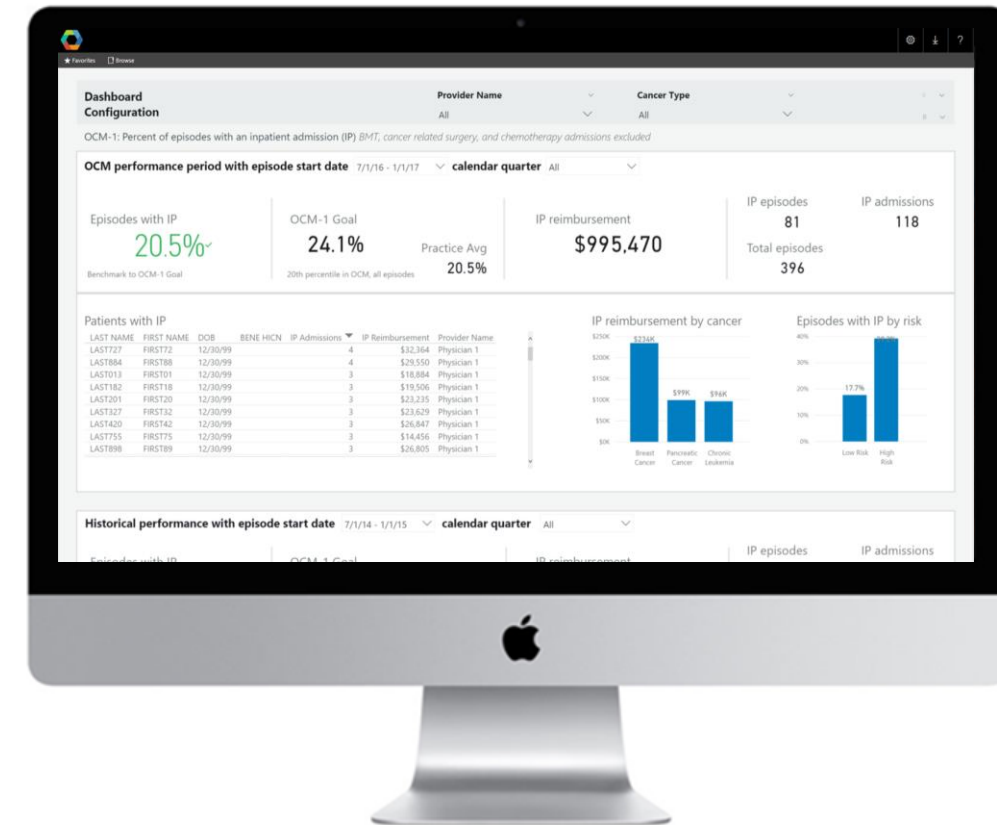 Favorites Browse
?
Dashboard Configuration
Provider Name
All
Cancer Type
All
OCM-1: Percent of episodes with an inpatient admission (IP) BMT, cancer related surgery, and chemotherapy admissions excluded
OCM performance period with episode start date 7/1/16 - 1/1/17 calendar quarter All
Episodes with IP
20.5%
Benchmark to OCM-1 Goal
OCM-1 Goal
24.1%
20th percentile in OCM, all episodes
Practice Avg
20.5%
IP reimbursement
$995,470
IP episodes
81
IP admissions
118
Total episodes
396
Patients with IP
LAST NAME FIRST NAME DOB BENE HICN IP Admissions IP Reimbursement Provider Name
LAST727 FIRST72 12/30/99 4 $32,364 Physician 1
LAST884 FIRST88 12/30/99 4 $29,550 Physician 1
LAST013 FIRST01 12/30/99 3 $18,884 Physician 1
LAST182 FIRST18 12/30/99 3 $19,506 Physician 1
LAST201 FIRST20 12/30/99 3 $23,235 Physician 1
LAST327 FIRST32 12/30/99 3 $23,629 Physician 1
LAST420 FIRST42 12/30/99 3 $26,847 Physician 1
LAST755 FIRST75 12/30/99 3 $14,456 Physician 1
LAST898 FIRST89 12/30/99 3 $26,805 Physician 1
IP reimbursement by cancer
$250K
$200K
$150K
$100K
$50K
$0K
$234K
$99K
$96K
Breast Cancer
Pancreatic Cancer
Chronic Leukemia
Episodes with IP by risk
40%
30%
20%
10%
0%
17.7%
Low Risk
High Risk
Historical performance with episode start date 7/1/14 - 1/1/15 calendar quarter All
Episodes with IP
OCM-1 Goal
IP reimbursement
IP episodes
IP admissions